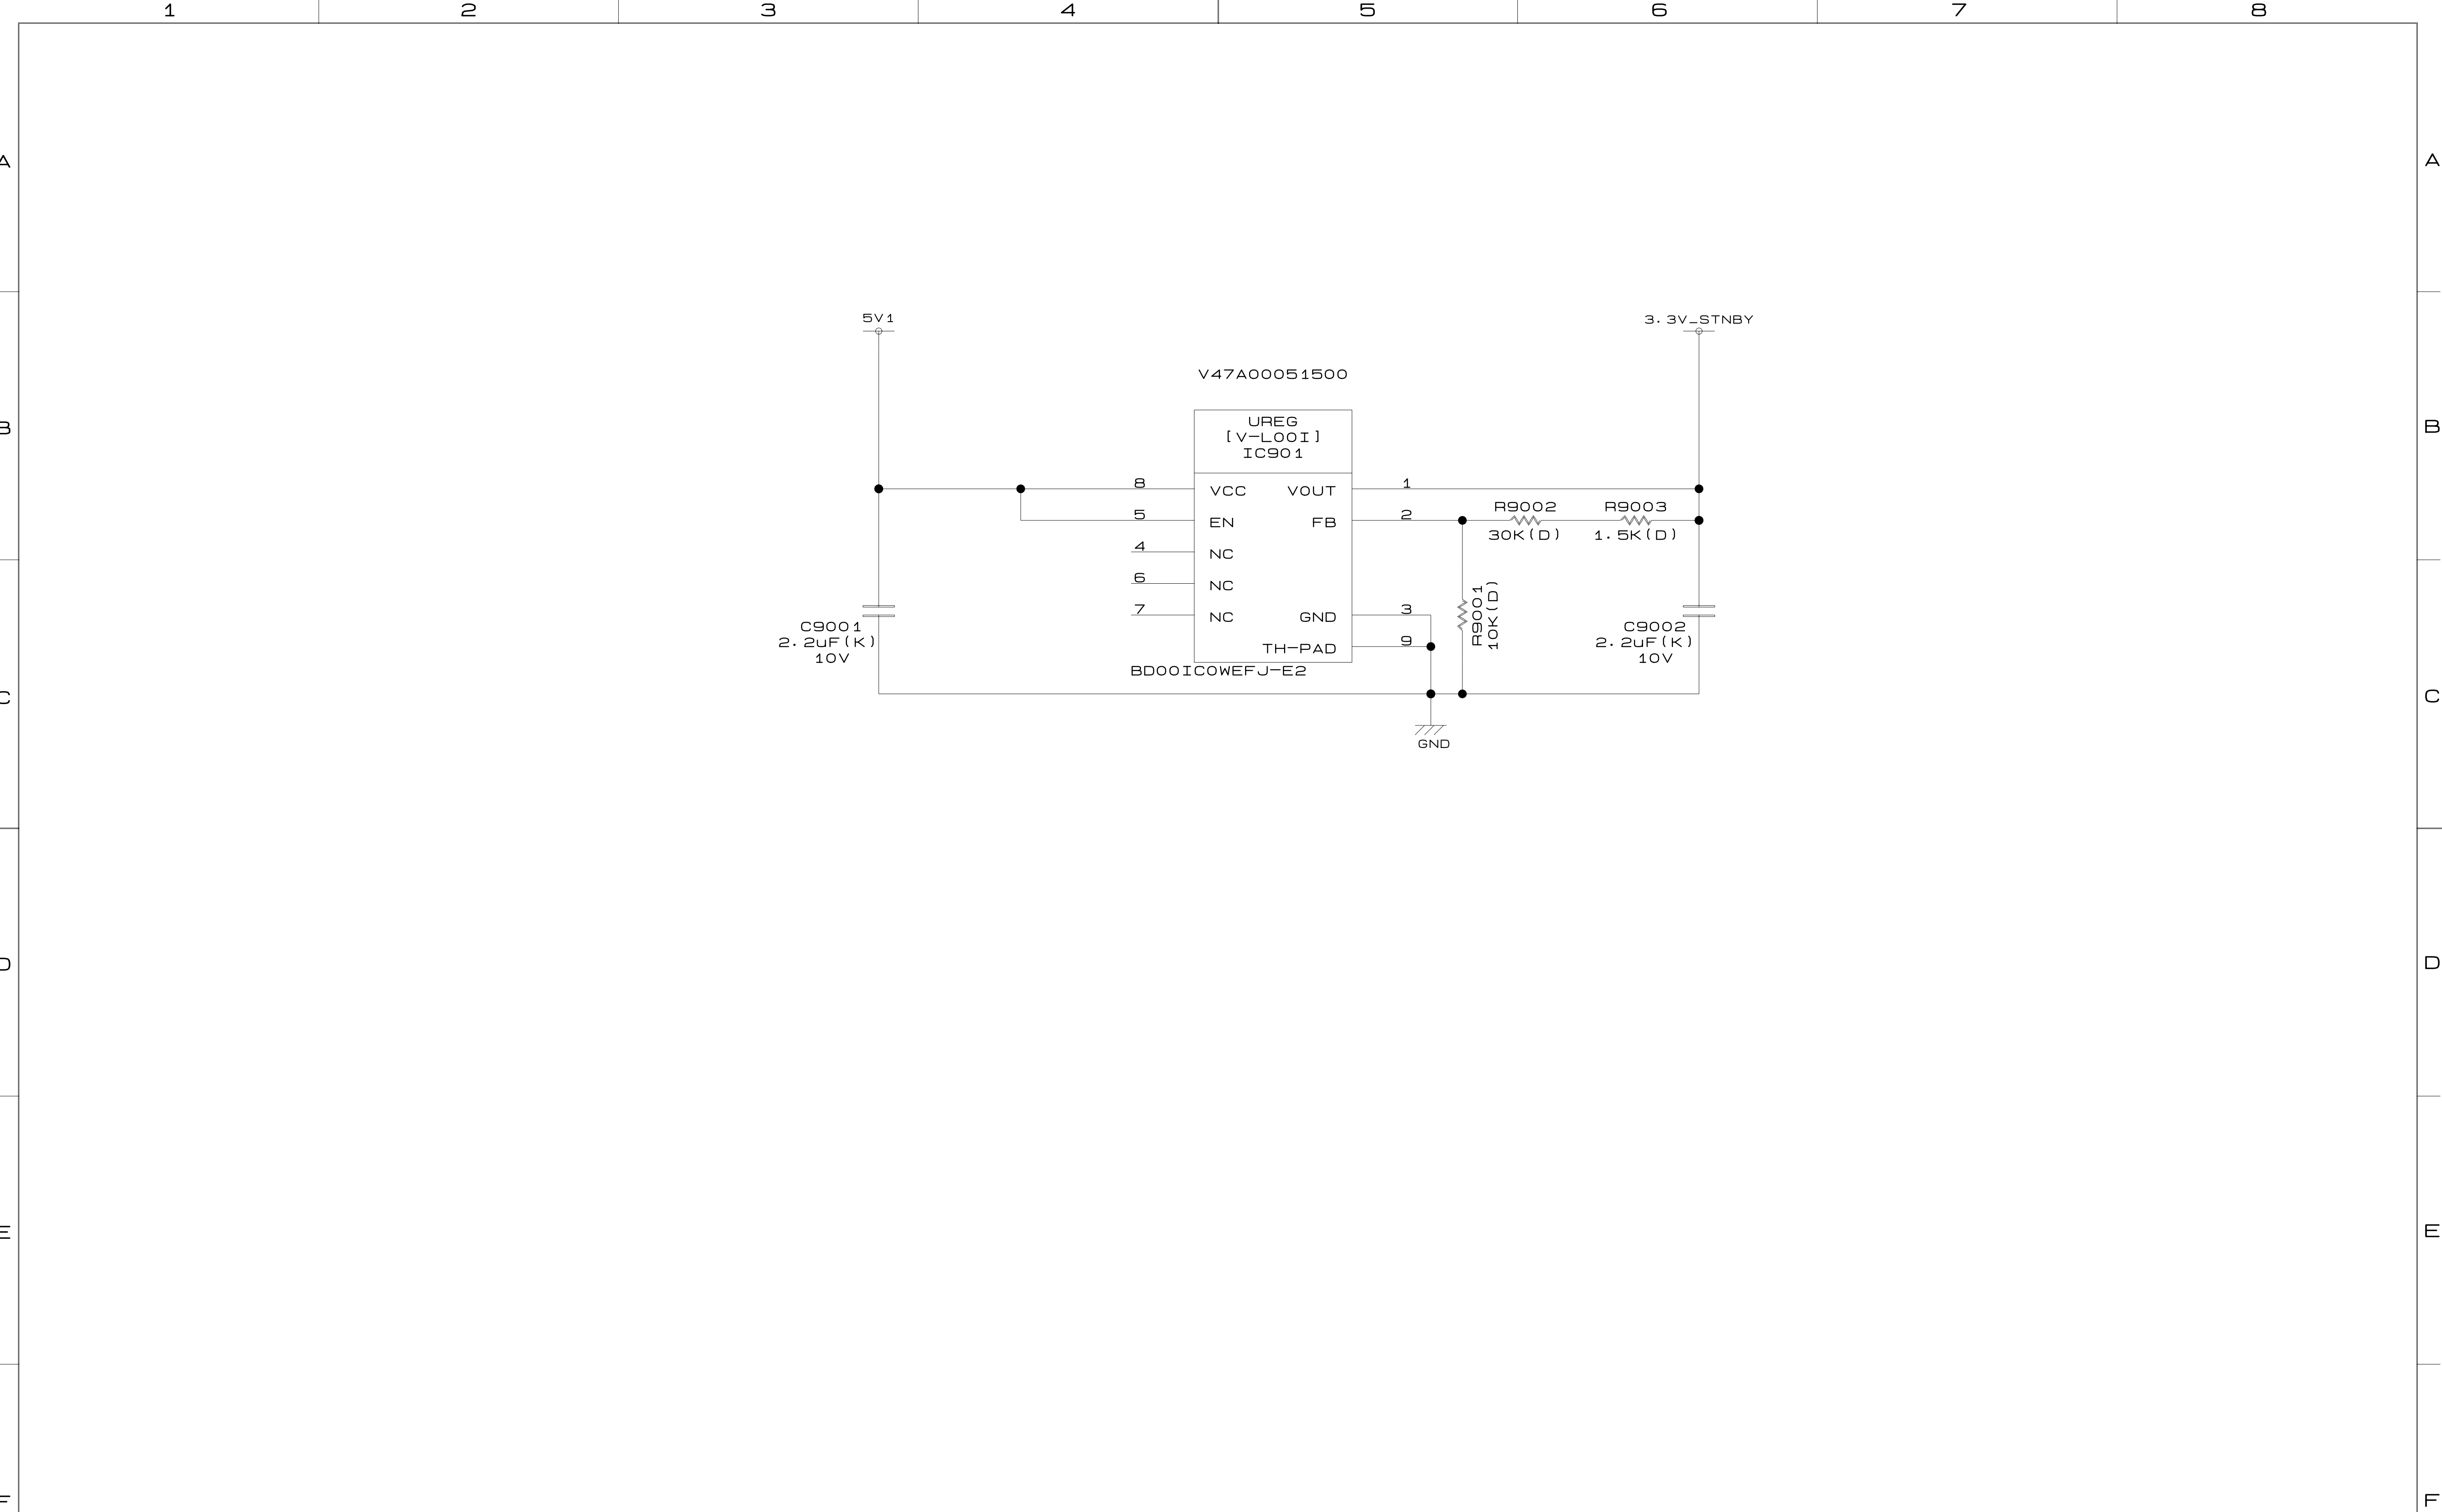 1 2 3 4 5 6 7 8
A A
5V1 3.3V_STNBY
V47A00051500
UREG
[V-L00I]
IC901
B B
8 VCC VOUT 1
5 EN FB 2
R9002 R9003
30K(D) 1.5K(D)
4 NC
6 NC
7 NC GND 3
TH-PAD 9
R9001
10K(D)
C9001
2.2uF(K)
10V
C9002
2.2uF(K)
10V
BD00IC0WEFJ-E2
C C
GND
D D
E E
F F